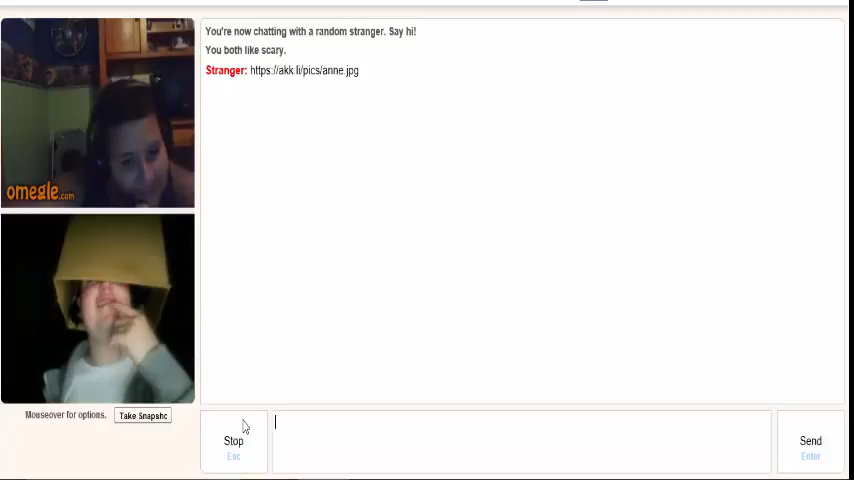 You're now chatting with a random stranger. Say hi!
You both like scary.
Stranger: https://akk.li/pics/anne.jpg
omegle.com
Mouseover for options. Take Snapshc
Stop
Esc
Send
Enter